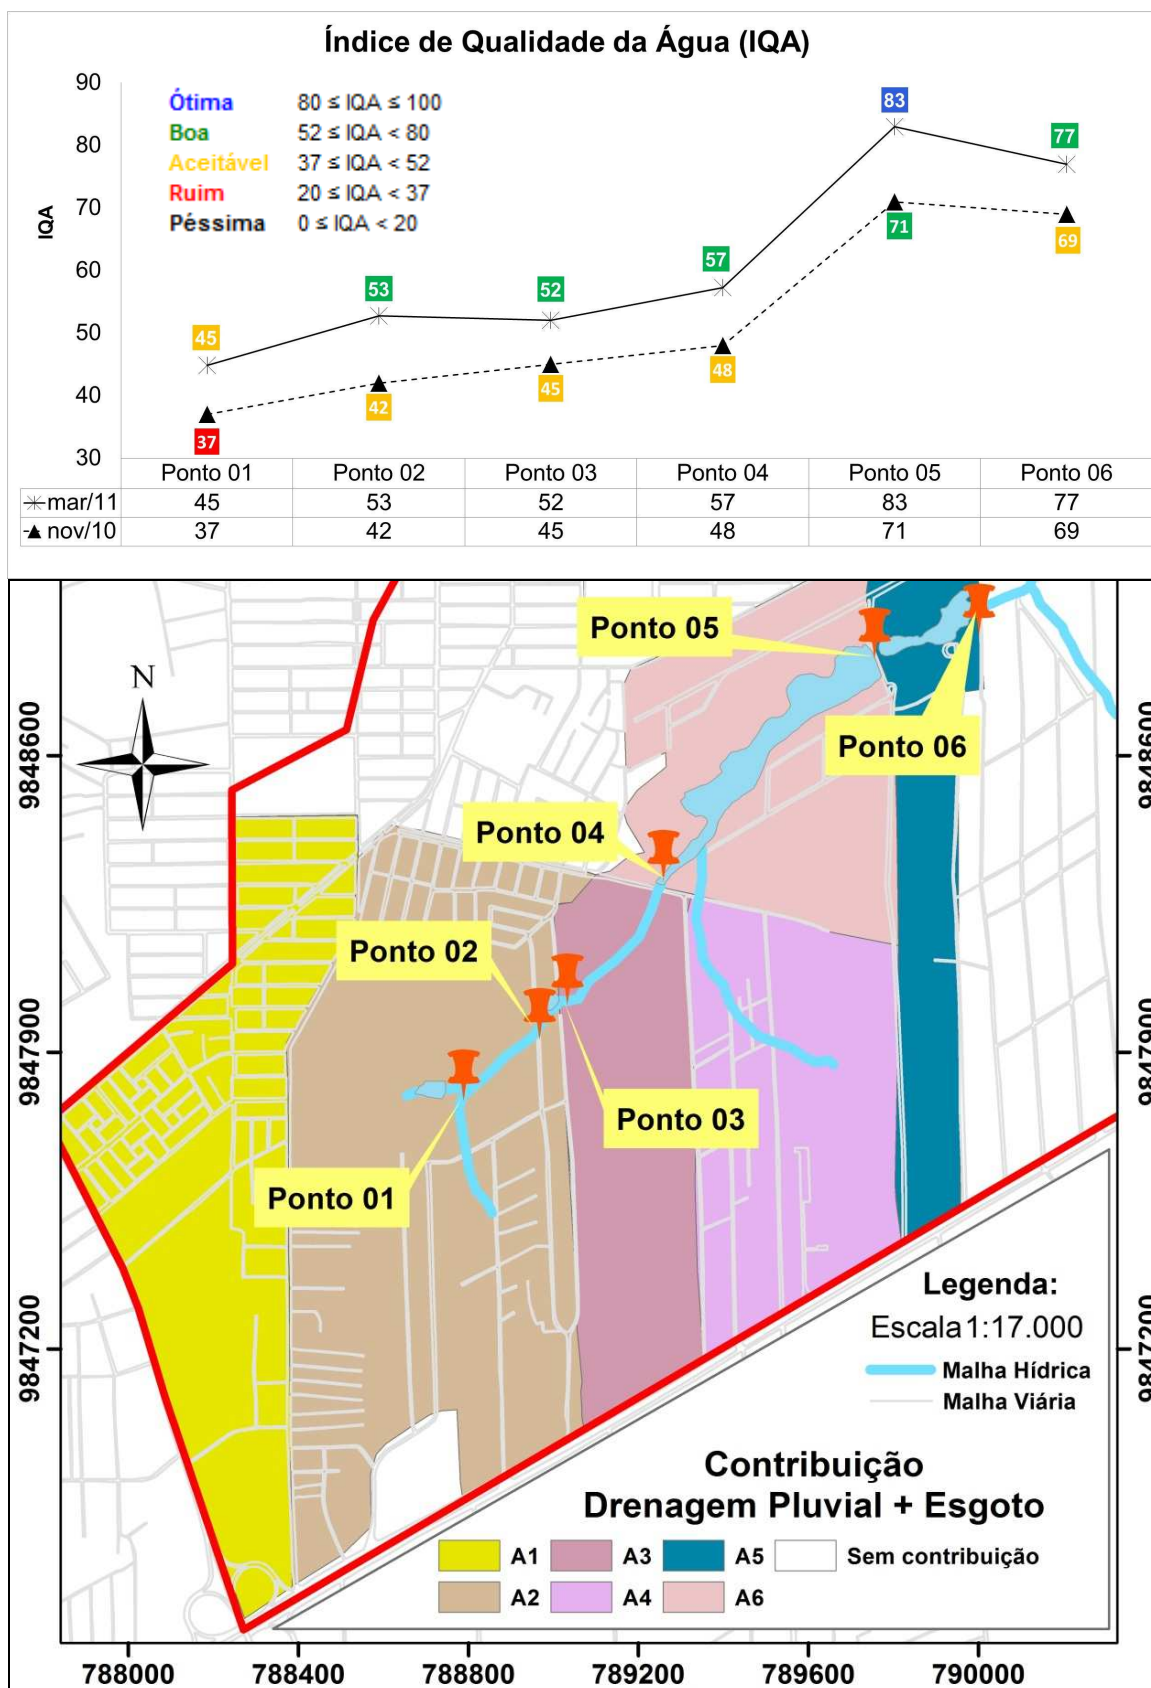 Índice de Qualidade da Água (IQA)
90
80
70
60
50
40
30
IQA
Ótima 80 ≤ IQA ≤ 100
Boa 52 ≤ IQA < 80
Aceitável 37 ≤ IQA < 52
Ruim 20 ≤ IQA < 37
Péssima 0 ≤ IQA < 20
45 53 52 57 83 77
37 42 45 48 71 69
Ponto 01 Ponto 02 Ponto 03 Ponto 04 Ponto 05 Ponto 06
mar/11 45 53 52 57 83 77
nov/10 37 42 45 48 71 69
N
Ponto 05
Ponto 06
Ponto 04
Ponto 02
Ponto 03
Ponto 01
9848600
9847900
9847200
9848600
9847900
9847200
Legenda:
Escala1:17.000
Malha Hídrica
Malha Viária
Contribuição
Drenagem Pluvial + Esgoto
A1 A3 A5 Sem contribuição
A2 A4 A6
788000 788400 788800 789200 789600 790000